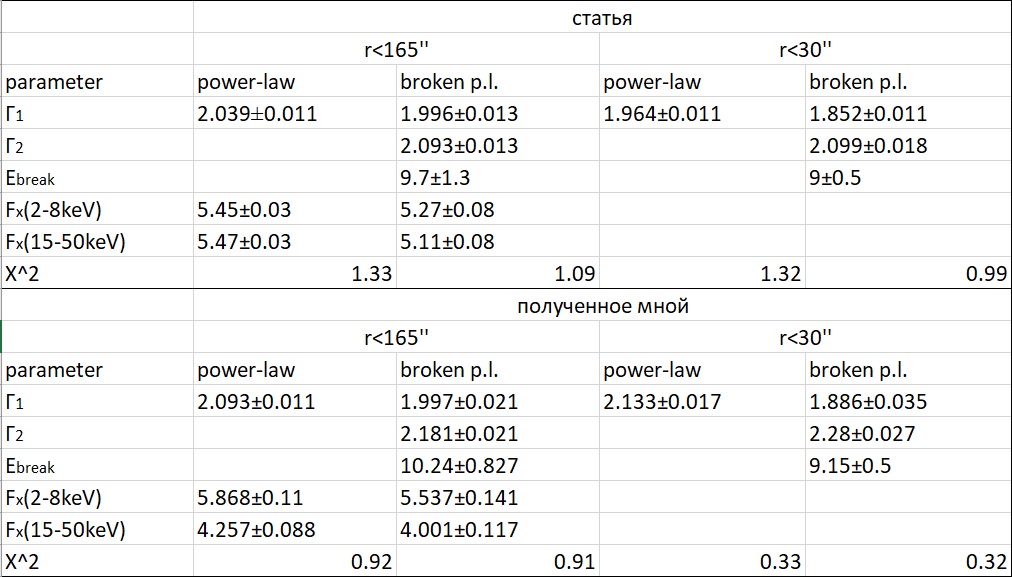 статья
r<165'' r<30''
parameter power-law broken p.l. power-law broken p.l.
Γ1 2.039±0.011 1.996±0.013 1.964±0.011 1.852±0.011
Γ2 2.093±0.013 2.099±0.018
Ebreak 9.7±1.3 9±0.5
Fx(2-8keV) 5.45±0.03 5.27±0.08
Fx(15-50keV) 5.47±0.03 5.11±0.08
X^2 1.33 1.09 1.32 0.99
полученное мной
r<165'' r<30''
parameter power-law broken p.l. power-law broken p.l.
Γ1 2.093±0.011 1.997±0.021 2.133±0.017 1.886±0.035
Γ2 2.181±0.021 2.28±0.027
Ebreak 10.24±0.827 9.15±0.5
Fx(2-8keV) 5.868±0.11 5.537±0.141
Fx(15-50keV) 4.257±0.088 4.001±0.117
X^2 0.92 0.91 0.33 0.32